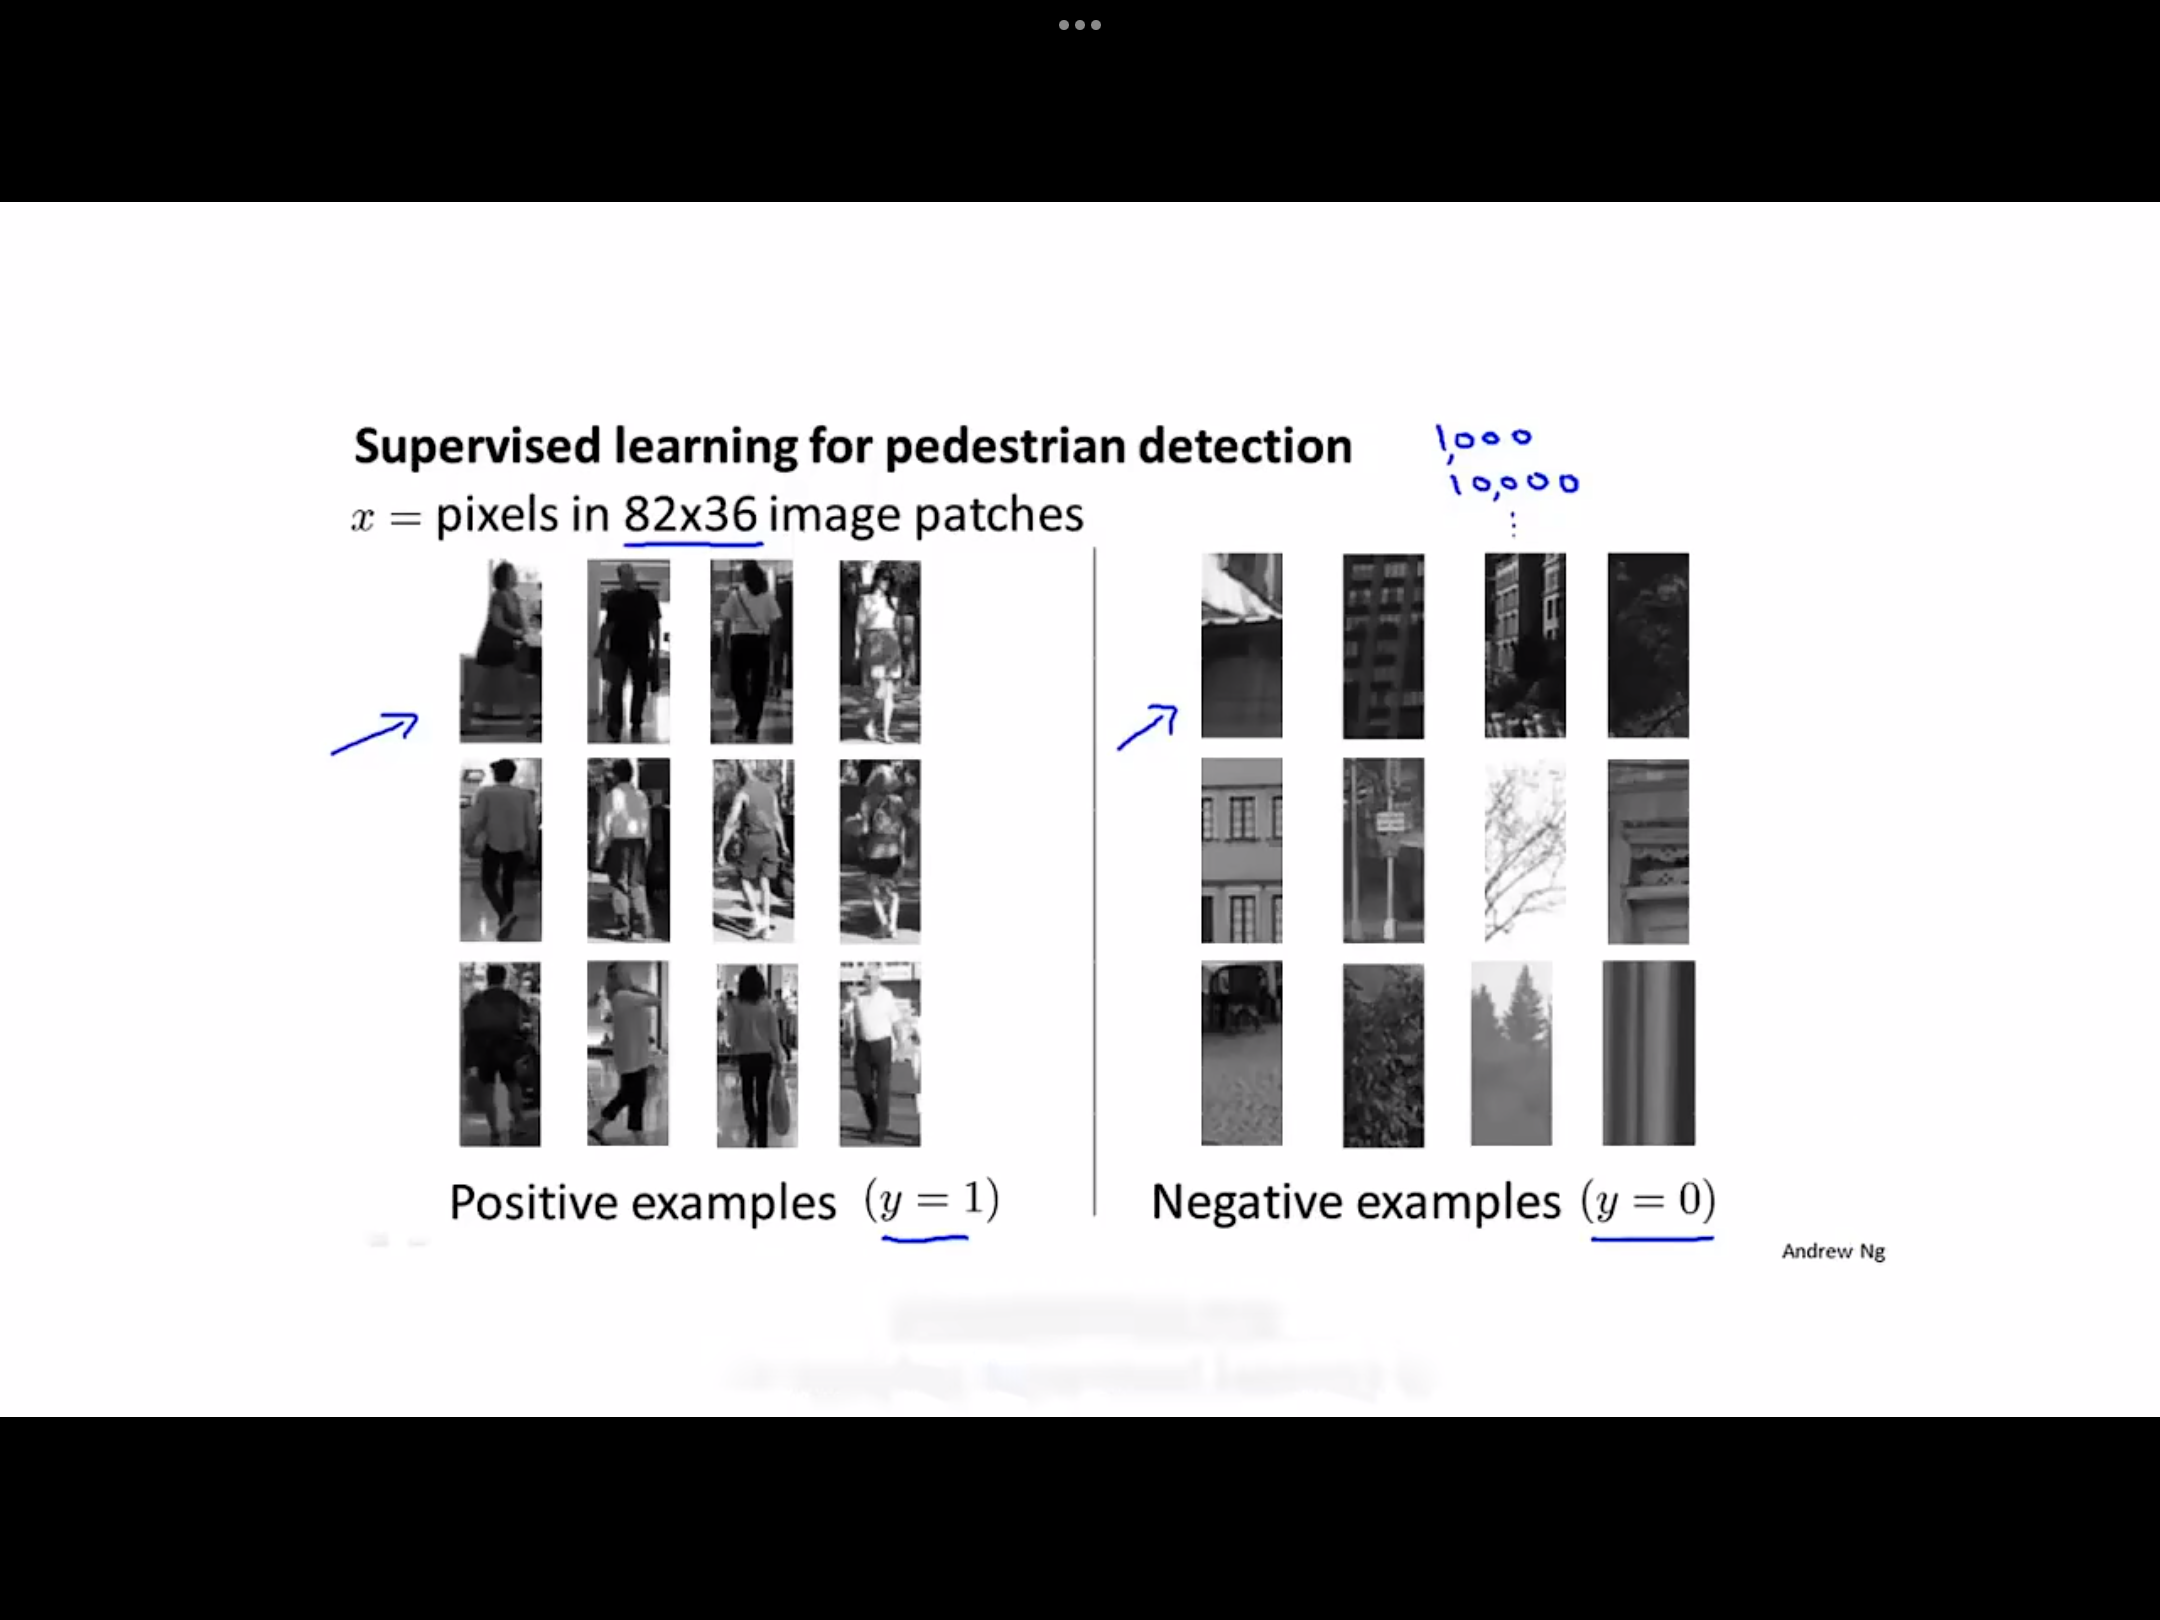 Supervised learning for pedestrian detection
1,000
10,000
x = pixels in 82x36 image patches
Positive examples (y = 1)
Negative examples (y = 0)
Andrew Ng